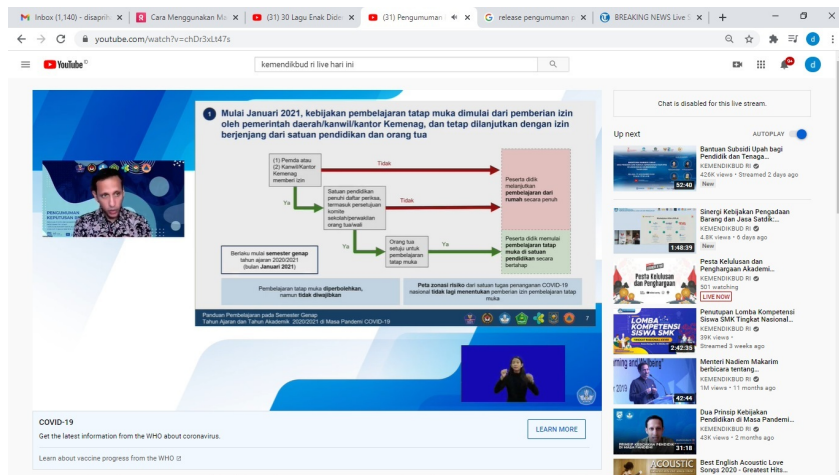 Inbox (1,140) - disaprih
Cara Menggunakan Ma
(31) 30 Lagu Enak Diden
(31) Pengumuman
release pengumuman p
BREAKING NEWS Live S
youtube.com/watch?v=chDr3xLt47s
YouTube
kemendikbud ri live hari ini
9+
d
1 Mulai Januari 2021, kebijakan pembelajaran tatap muka dimulai dari pemberian izin
oleh pemerintah daerah/kanwil/kantor Kemenag, dan tetap dilanjutkan dengan izin
berjenjang dari satuan pendidikan dan orang tua
(1) Pemda atau
(2) Kanwil/Kantor
Kemenag
memberi izin
Tidak
Ya
Satuan pendidikan
penuhi daftar periksa,
termasuk persetujuan
komite
sekolah/perwakilan
orang tua/wali
Tidak
Peserta didik
melanjutkan
pembelajaran dari
rumah secara penuh
Ya
Orang tua
setuju untuk
pembelajaran
tatap muka
Ya
Peserta didik memulai
pembelajaran tatap
muka di satuan
pendidikan secara
bertahap
Berlaku mulai semester genap
tahun ajaran 2020/2021
(bulan Januari 2021)
Pembelajaran tatap muka diperbolehkan,
namun tidak diwajibkan
Peta zonasi risiko dari satuan tugas penanganan COVID-19
nasional tidak lagi menentukan pemberian izin pembelajaran tatap
muka
Panduan Pembelajaran pada Semester Genap
Tahun Ajaran dan Tahun Akademik 2020/2021 di Masa Pandemi COVID-19
7
PENGUMUMAN
KEPUTUSAN
COVID-19
Get the latest information from the WHO about coronavirus.
LEARN MORE
Learn about vaccine progress from the WHO
Chat is disabled for this live stream.
Up next
AUTOPLAY
Bantuan Subsidi Upah bagi
Pendidik dan Tenaga...
KEMENDIKBUD RI
426K views • Streamed 2 days ago
New
52:40
Sinergi Kebijakan Pengadaan
Barang dan Jasa Satdik:...
KEMENDIKBUD RI
4.8K views • 6 days ago
New
1:48:39
Pesta Kelulusan
dan Penghargaan
Pesta Kelulusan dan
Penghargaan Akademi...
KEMENDIKBUD RI
501 watching
LIVE NOW
LOMBA
KOMPETENSI
SISWA SMK
Penutupan Lomba Kompetensi
Siswa SMK Tingkat Nasional...
KEMENDIKBUD RI
39K views •
Streamed 3 weeks ago
2:42:35
Menteri Nadiem Makarim
berbicara tentang...
KEMENDIKBUD RI
1M views • 11 months ago
42:44
Dua Prinsip Kebijakan
Pendidikan di Masa Pandemi...
KEMENDIKBUD RI
43K views • 2 months ago
31:18
ACOUSTIC
Best English Acoustic Love
Songs 2020 - Greatest Hits...